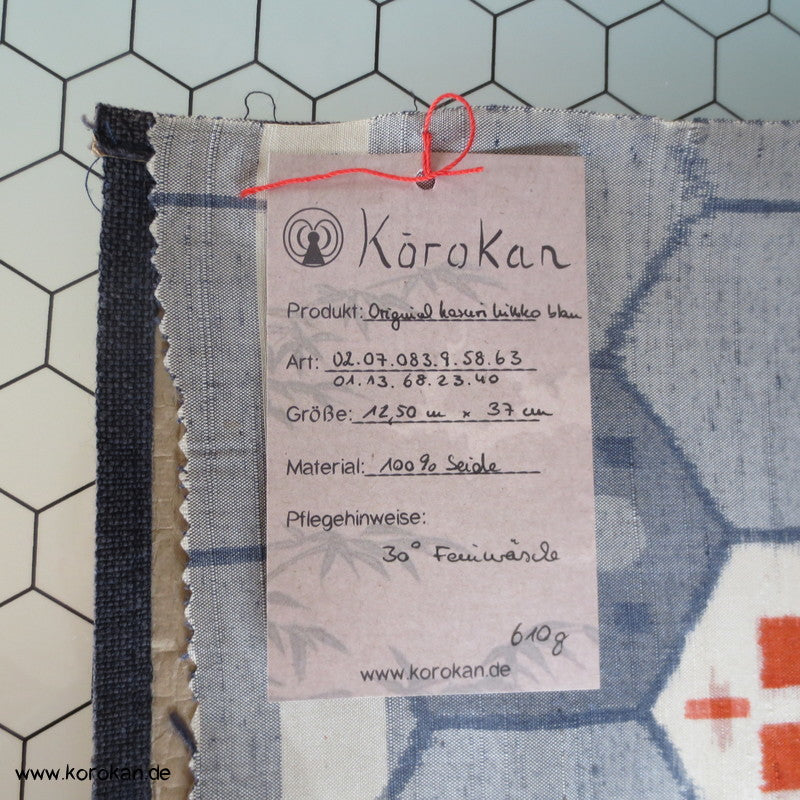 Kōrokan
Produkt: Original kasuri kikko blau
Art: 02.07.083.9.58.63
01.13.68.23.40
Größe: 12,50 m x 37 cm
Material: 100% Seide
Pflegehinweise:
30° Feinwäsche
610g
www.korokan.de
www.korokan.de